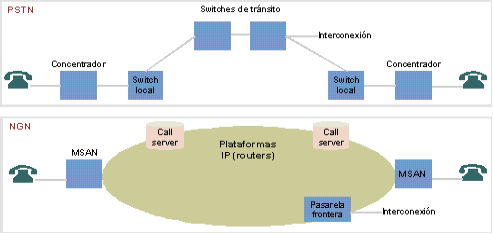 PSTN
Switches de tránsito
Interconexión
Concentrador
Concentrador
Switch
local
Switch
local
NGN
Call
server
Call
server
MSAN
Plataformas
IP (routers)
MSAN
Pasarela
frontera
Interconexión